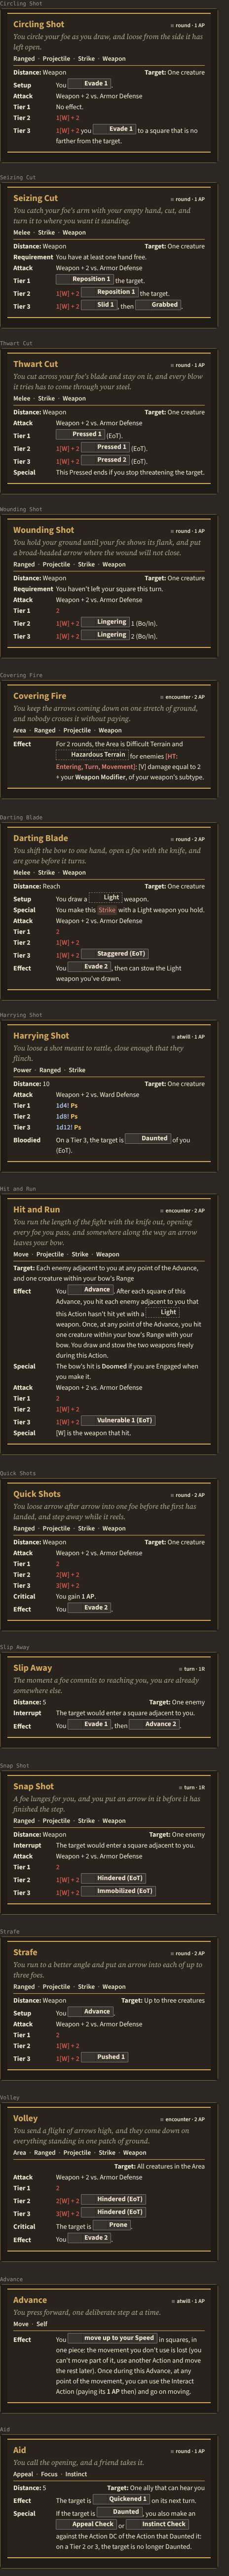 Circling Shot
Circling Shot
round · 1 AP
You circle your foe as you draw, and loose from the side it has
left open.
Ranged · Projectile · Strike · Weapon
Distance: Weapon Target: One creature
Setup You Evade 1.
Attack Weapon + 2 vs. Armor Defense
Tier 1 No effect.
Tier 2 1[W] + 2
Tier 3 1[W] + 2 you Evade 1 to a square that is no
farther from the target.
Seizing Cut
Seizing Cut
round · 1 AP
You catch your foe's arm with your empty hand, cut, and
turn it to where you want it standing.
Melee · Strike · Weapon
Distance: Weapon Target: One creature
Requirement You have at least one hand free.
Attack Weapon + 2 vs. Armor Defense
Tier 1 Reposition 1 the target.
Tier 2 1[W] + 2 Reposition 1 the target.
Tier 3 1[W] + 2 Slid 1, then Grabbed.
Thwart Cut
Thwart Cut
round · 1 AP
You cut across your foe's blade and stay on it, and every blow
it tries has to come through your steel.
Melee · Strike · Weapon
Distance: Weapon Target: One creature
Attack Weapon + 2 vs. Armor Defense
Tier 1 Pressed 1 (EoT).
Tier 2 1[W] + 2 Pressed 1 (EoT).
Tier 3 1[W] + 2 Pressed 2 (EoT).
Special This Pressed ends if you stop threatening the target.
Wounding Shot
Wounding Shot
round · 1 AP
You hold your ground until your foe shows its flank, and put
a broad-headed arrow where the wound will not close.
Ranged · Projectile · Strike · Weapon
Distance: Weapon Target: One creature
Requirement You haven't left your square this turn.
Attack Weapon + 2 vs. Armor Defense
Tier 1 2
Tier 2 1[W] + 2 Lingering 1 (Bo/In).
Tier 3 1[W] + 2 Lingering 2 (Bo/In).
Covering Fire
Covering Fire
encounter · 2 AP
You keep the arrows coming down on one stretch of ground,
and nobody crosses it without paying.
Area · Ranged · Projectile · Weapon
Effect For 2 rounds, the Area is Difficult Terrain and
Hazardous Terrain for enemies [HT:
Entering, Turn, Movement]: [V] damage equal to 2
+ your Weapon Modifier, of your weapon's subtype.
Darting Blade
Darting Blade
round · 2 AP
You shift the bow to one hand, open a foe with the knife, and
are gone before it turns.
Melee · Strike · Weapon
Distance: Reach Target: One creature
Setup You draw a Light weapon.
Special You make this Strike with a Light weapon you hold.
Attack Weapon + 2 vs. Armor Defense
Tier 1 2
Tier 2 1[W] + 2
Tier 3 1[W] + 2 Staggered (EoT)
Effect You Evade 2, then can stow the Light
weapon you've drawn.
Harrying Shot
Harrying Shot
atwill · 1 AP
You loose a shot meant to rattle, close enough that they
flinch.
Power · Ranged · Strike
Distance: 10 Target: One creature
Attack Weapon + 2 vs. Ward Defense
Tier 1 1d4! Ps
Tier 2 1d8! Ps
Tier 3 1d12! Ps
Bloodied On a Tier 3, the target is Daunted of you
(EoT).
Hit and Run
Hit and Run
encounter · 2 AP
You run the length of the fight with the knife out, opening
every foe you pass, and somewhere along the way an arrow
leaves your bow.
Move · Projectile · Strike · Weapon
Target: Each enemy adjacent to you at any point of the Advance,
and one creature within your bow's Range
Effect You Advance. After each square of this
Advance, you hit each enemy adjacent to you that
this Action hasn't hit yet with a Light
weapon. Once, at any point of the Advance, you hit
one creature within your bow's Range with your
bow. You draw and stow the two weapons freely
during this Action.
Special The bow's hit is Doomed if you are Engaged when
you make it.
Attack Weapon + 2 vs. Armor Defense
Tier 1 2
Tier 2 1[W] + 2
Tier 3 1[W] + 2 Vulnerable 1 (EoT)
Special [W] is the weapon that hit.
Quick Shots
Quick Shots
round · 2 AP
You loose arrow after arrow into one foe before the first has
landed, and step away while it reels.
Ranged · Projectile · Strike · Weapon
Distance: Weapon Target: One creature
Attack Weapon + 2 vs. Armor Defense
Tier 1 2
Tier 2 2[W] + 2
Tier 3 3[W] + 2
Critical You gain 1 AP.
Effect You Evade 2.
Slip Away
Slip Away
turn · 1R
The moment a foe commits to reaching you, you are already
somewhere else.
Distance: 5 Target: One enemy
Interrupt The target would enter a square adjacent to you.
Effect You Evade 1, then Advance 2.
Snap Shot
Snap Shot
turn · 1R
A foe lunges for you, and you put an arrow in it before it has
finished the step.
Ranged · Projectile · Strike · Weapon
Distance: Weapon Target: One enemy
Interrupt The target would enter a square adjacent to you.
Attack Weapon + 2 vs. Armor Defense
Tier 1 2
Tier 2 1[W] + 2 Hindered (EoT)
Tier 3 1[W] + 2 Immobilized (EoT)
Strafe
Strafe
round · 2 AP
You run to a better angle and put an arrow into each of up to
three foes.
Ranged · Projectile · Strike · Weapon
Distance: Weapon Target: Up to three creatures
Setup You Advance.
Attack Weapon + 2 vs. Armor Defense
Tier 1 2
Tier 2 1[W] + 2
Tier 3 1[W] + 2 Pushed 1
Volley
Volley
encounter · 2 AP
You send a flight of arrows high, and they come down on
everything standing in one patch of ground.
Area · Ranged · Projectile · Strike · Weapon
Target: All creatures in the Area
Attack Weapon + 2 vs. Armor Defense
Tier 1 2
Tier 2 2[W] + 2 Hindered (EoT)
Tier 3 3[W] + 2 Hindered (EoT)
Critical The target is Prone.
Effect You Evade 2.
Advance
Advance
atwill · 1 AP
You press forward, one deliberate step at a time.
Move · Self
Effect You move up to your Speed in squares, in
one piece: the movement you don't use is lost (you
can't move part of it, use another Action and move
the rest later). Once during this Advance, at any
point of the movement, you can use the Interact
Action (paying its 1 AP then) and go on moving.
Aid
Aid
round · 1 AP
You call the opening, and a friend takes it.
Appeal · Focus · Instinct
Distance: 5 Target: One ally that can hear you
Effect The target is Quickened 1 on its next turn.
Special If the target is Daunted, you also make an
Appeal Check or Instinct Check
against the Action DC of the Action that Daunted it:
on a Tier 2 or 3, the target is no longer Daunted.